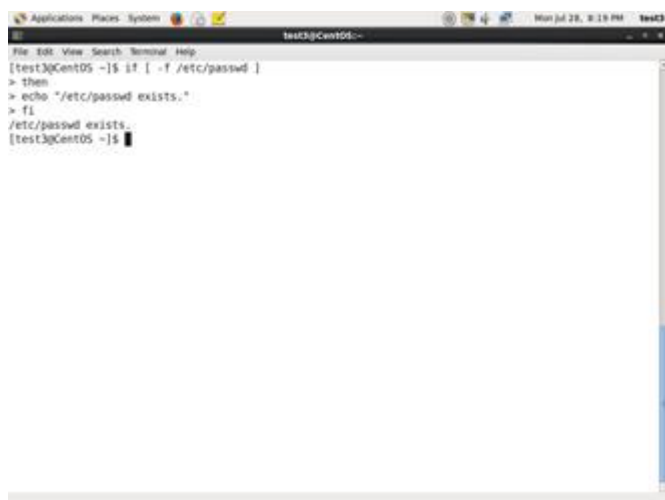 Applications Places System Mon Jul 28, 8:19 PM test3
test3@CentOS:~
File Edit View Search Terminal Help
[test3@CentOS ~]$ if [ -f /etc/passwd ]
> then
> echo "/etc/passwd exists."
> fi
/etc/passwd exists.
[test3@CentOS ~]$